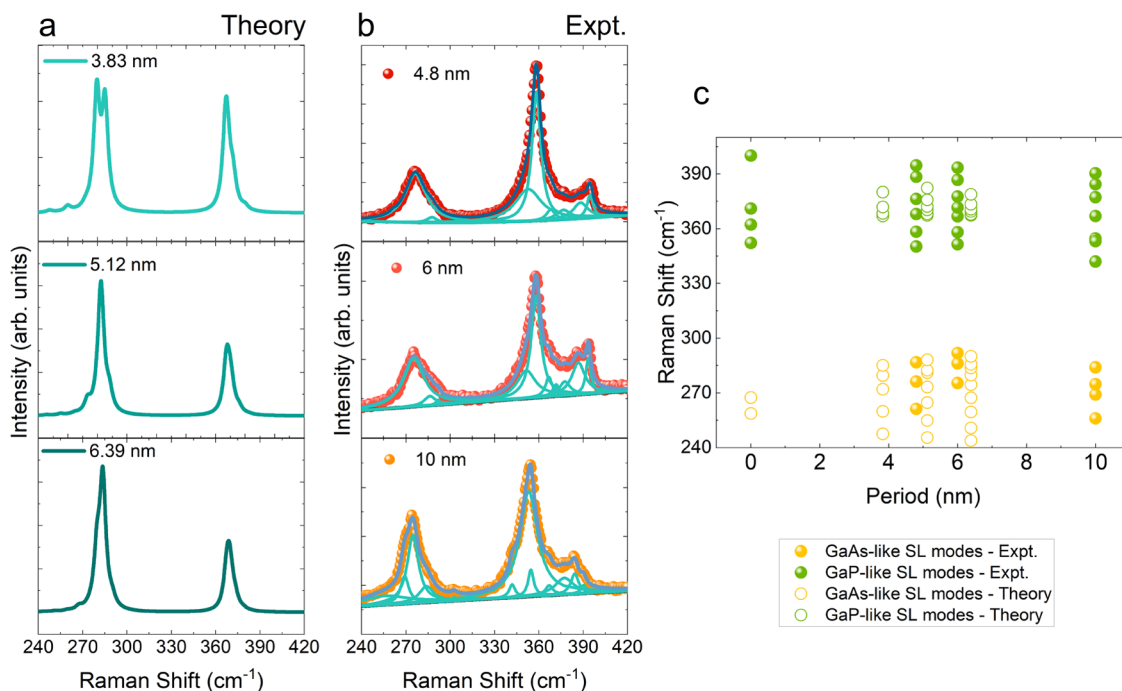 a
Theory
3.83 nm
5.12 nm
6.39 nm
Intensity (arb. units)
240 270 300 330 360 390 420
Raman Shift (cm-1)
b
Expt.
4.8 nm
6 nm
10 nm
Intensity (arb. units)
240 270 300 330 360 390 420
Raman Shift (cm-1)
c
390
360
330
300
270
240
Raman Shift (cm-1)
0 2 4 6 8 10
Period (nm)
GaAs-like SL modes - Expt.
GaP-like SL modes - Expt.
GaAs-like SL modes - Theory
GaP-like SL modes - Theory